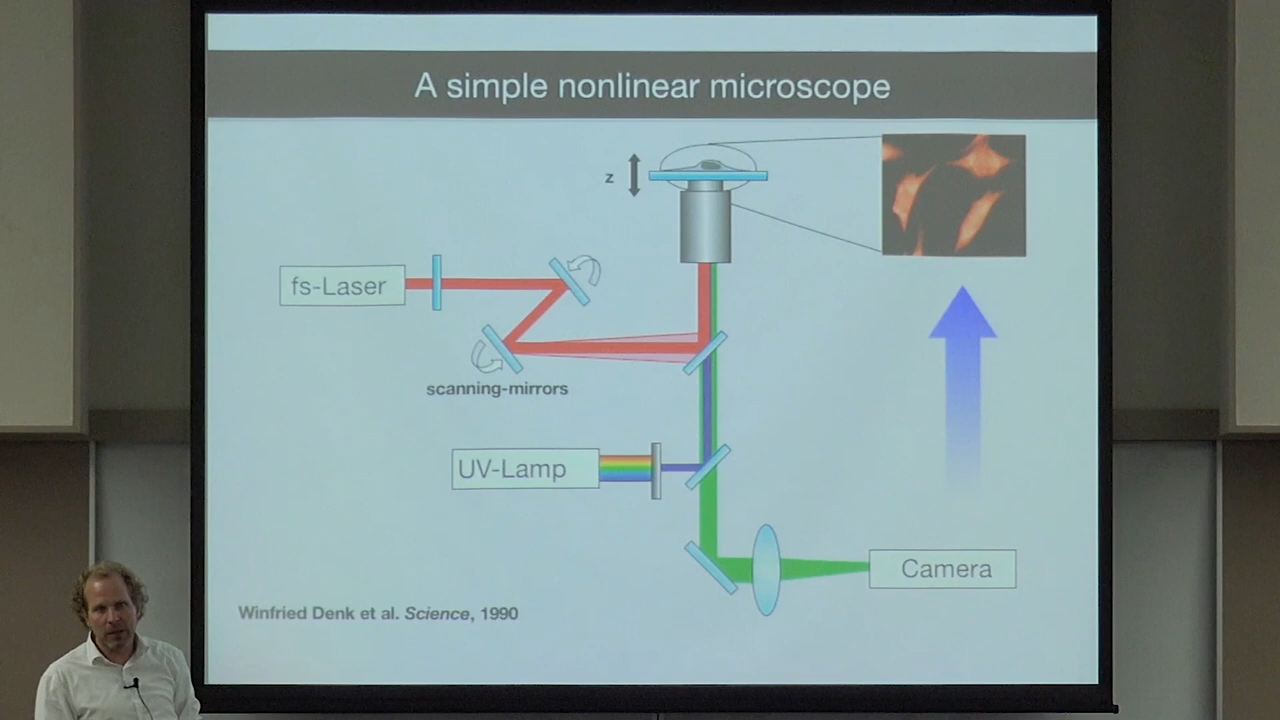 A simple nonlinear microscope
z
fs-Laser
scanning-mirrors
UV-Lamp
Camera
Winfried Denk et al. Science, 1990